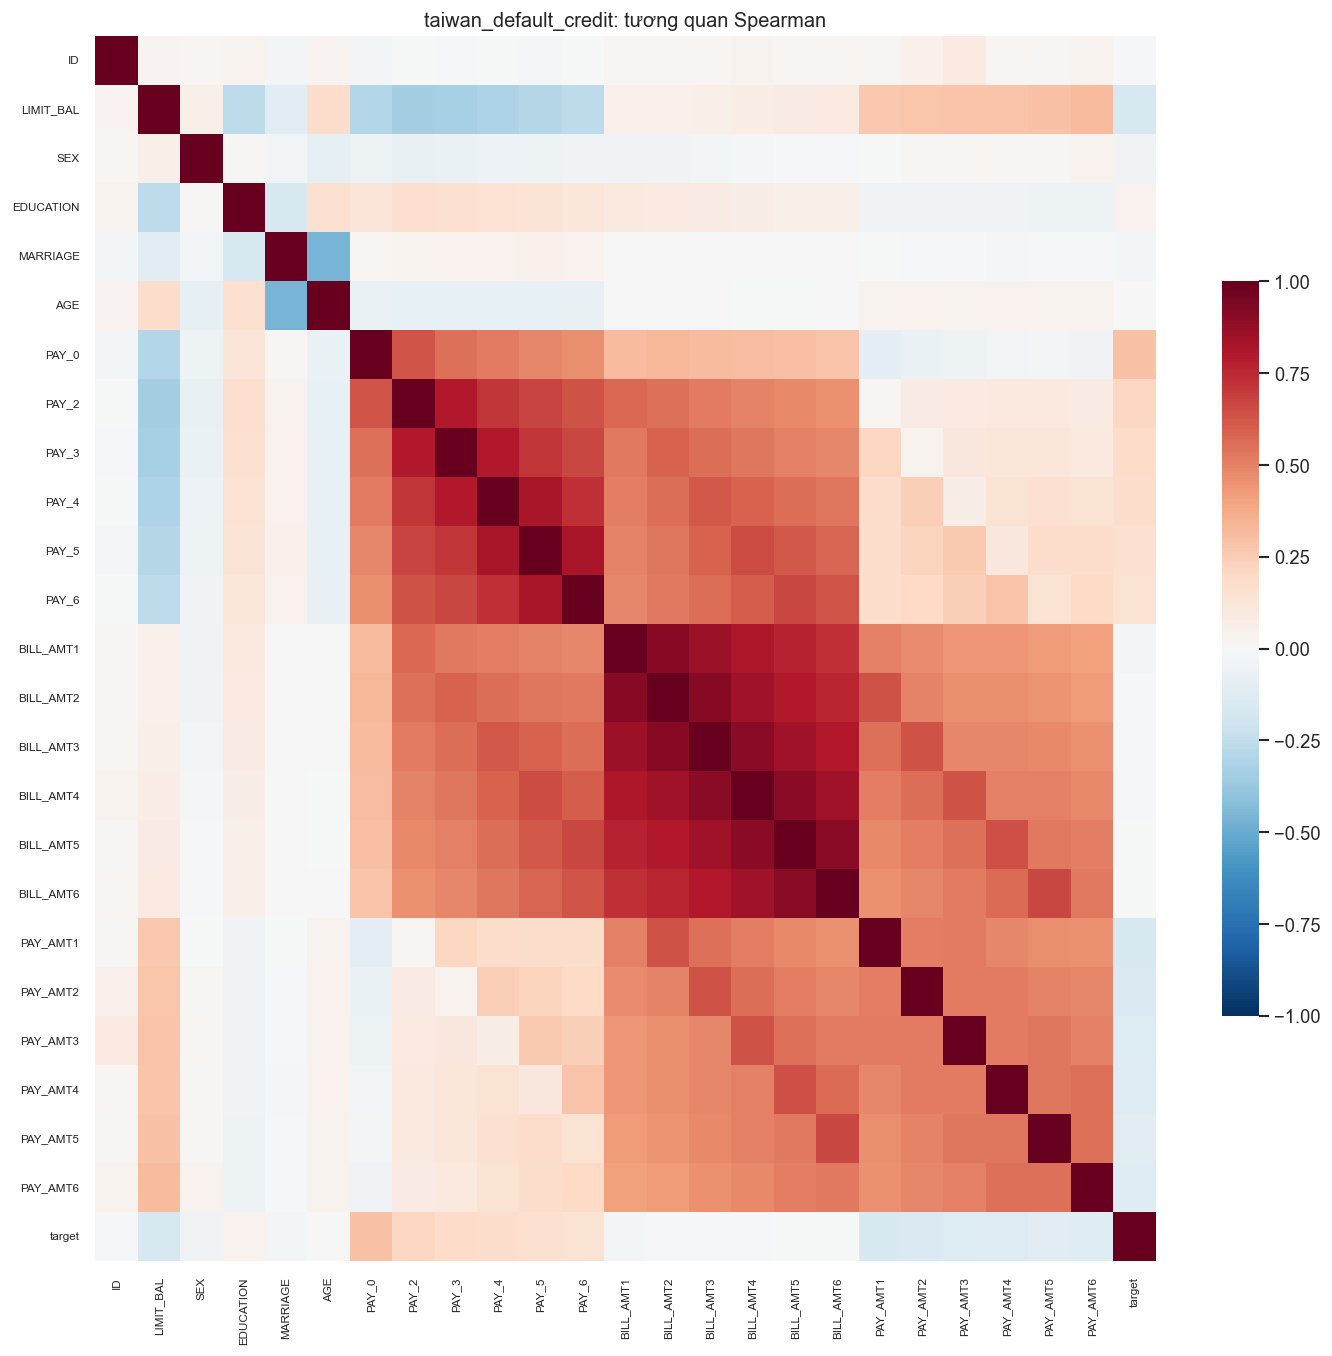 taiwan_default_credit: tương quan Spearman
ID
LIMIT_BAL
SEX
EDUCATION
MARRIAGE
AGE
PAY_0
PAY_2
PAY_3
PAY_4
PAY_5
PAY_6
BILL_AMT1
BILL_AMT2
BILL_AMT3
BILL_AMT4
BILL_AMT5
BILL_AMT6
PAY_AMT1
PAY_AMT2
PAY_AMT3
PAY_AMT4
PAY_AMT5
PAY_AMT6
target
ID
LIMIT_BAL
SEX
EDUCATION
MARRIAGE
AGE
PAY_0
PAY_2
PAY_3
PAY_4
PAY_5
PAY_6
BILL_AMT1
BILL_AMT2
BILL_AMT3
BILL_AMT4
BILL_AMT5
BILL_AMT6
PAY_AMT1
PAY_AMT2
PAY_AMT3
PAY_AMT4
PAY_AMT5
PAY_AMT6
target
1.00
0.75
0.50
0.25
0.00
−0.25
−0.50
−0.75
−1.00